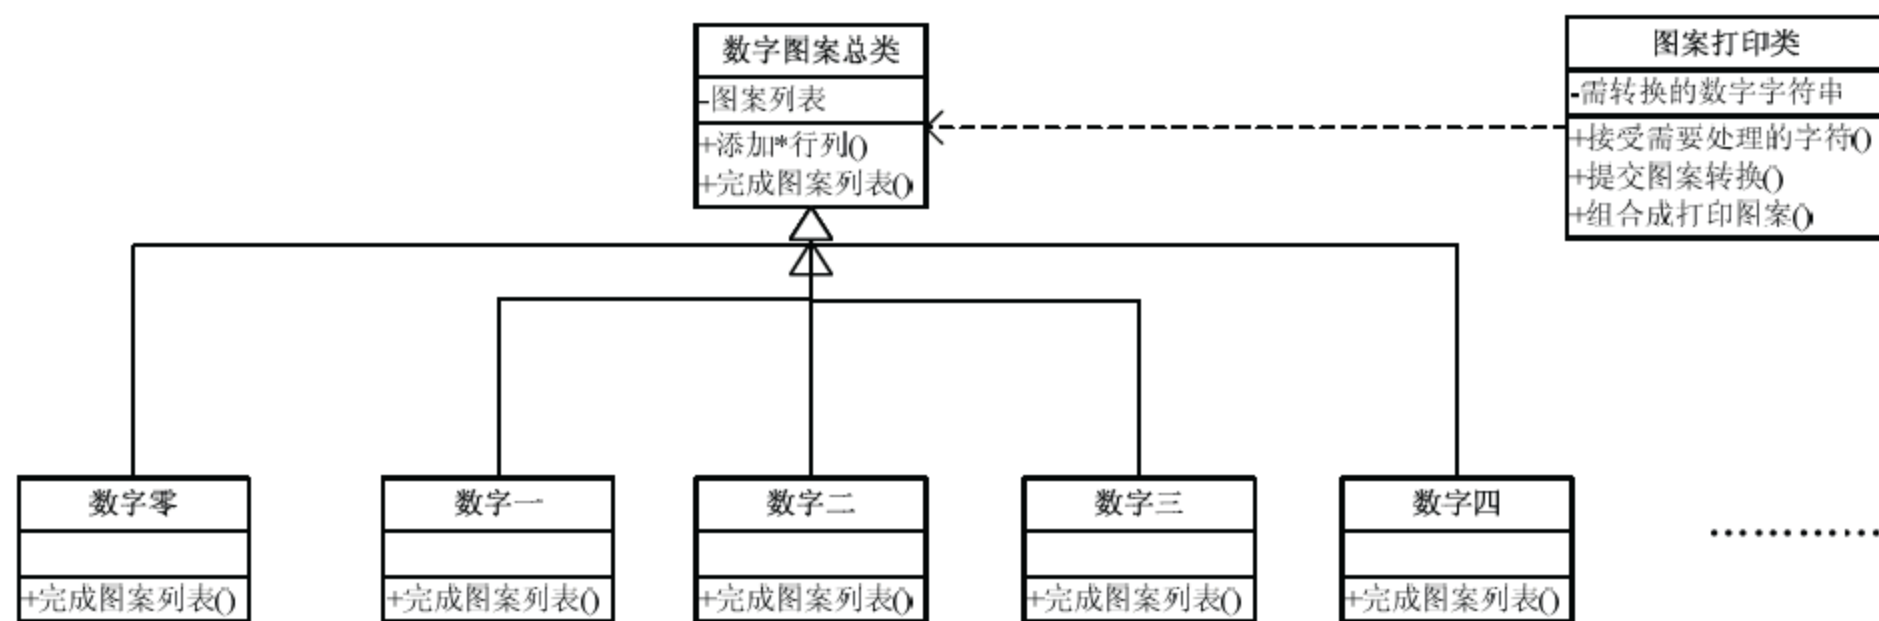 数字图案总类
-图案列表
+添加*行列()
+完成图案列表()
图案打印类
-需转换的数字字符串
+接受需要处理的字符()
+提交图案转换()
+组合成打印图案()
数字零
+完成图案列表()
数字一
+完成图案列表()
数字二
+完成图案列表()
数字三
+完成图案列表()
数字四
+完成图案列表()
............